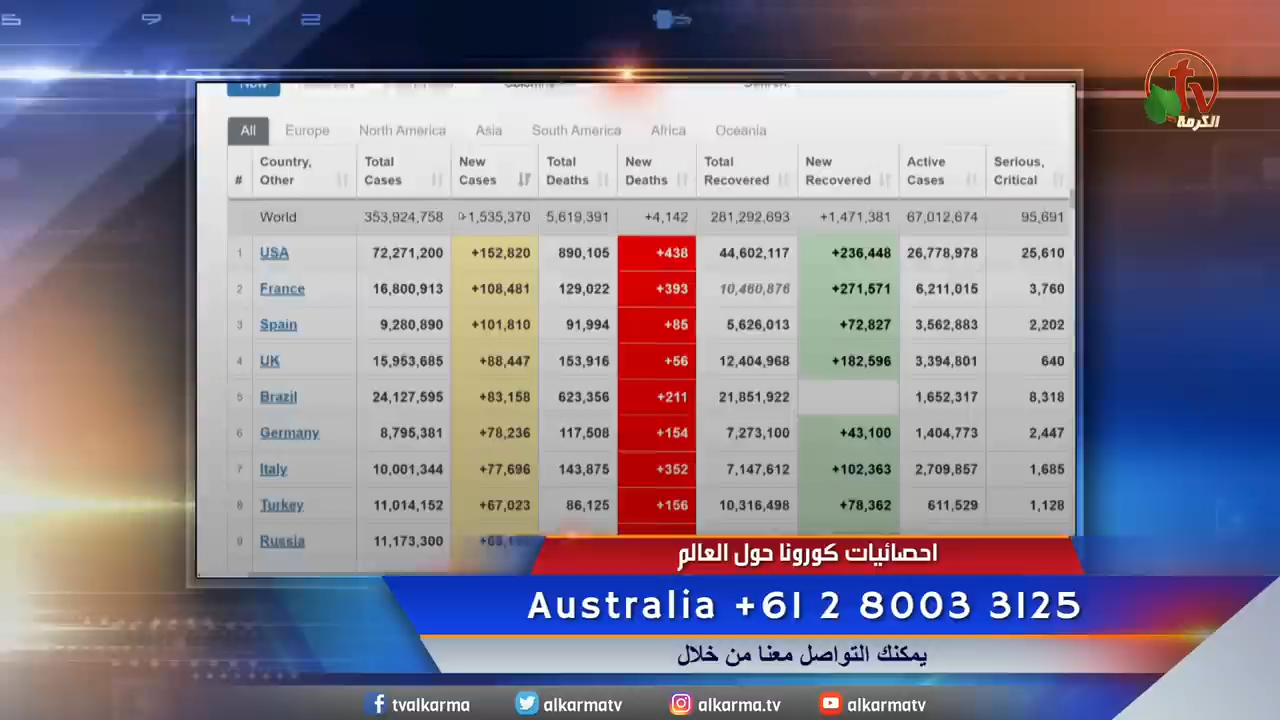 5 9 4 2
New
All Europe North America Asia South America Africa Oceania
# Country, Other Total Cases New Cases Total Deaths New Deaths Total Recovered New Recovered Active Cases Serious, Critical
World 353,924,758 +1,535,370 5,619,391 +4,142 281,292,693 +1,471,381 67,012,674 95,691
1 USA 72,271,200 +152,820 890,105 +438 44,602,117 +236,448 26,778,978 25,610
2 France 16,800,913 +108,481 129,022 +393 10,460,876 +271,571 6,211,015 3,760
3 Spain 9,280,890 +101,810 91,994 +85 5,626,013 +72,827 3,562,883 2,202
4 UK 15,953,685 +88,447 153,916 +56 12,404,968 +182,596 3,394,801 640
5 Brazil 24,127,595 +83,158 623,356 +211 21,851,922 1,652,317 8,318
6 Germany 8,795,381 +78,236 117,508 +154 7,273,100 +43,100 1,404,773 2,447
7 Italy 10,001,344 +77,696 143,875 +352 7,147,612 +102,363 2,709,857 1,685
8 Turkey 11,014,152 +67,023 86,125 +156 10,316,498 +78,362 611,529 1,128
9 Russia 11,173,300
tv
الكرمة
احصائيات كورونا حول العالم
Australia +61 2 8003 3125
يمكنك التواصل معنا من خلال
tvalkarma alkarmatv alkarma.tv alkarmatv